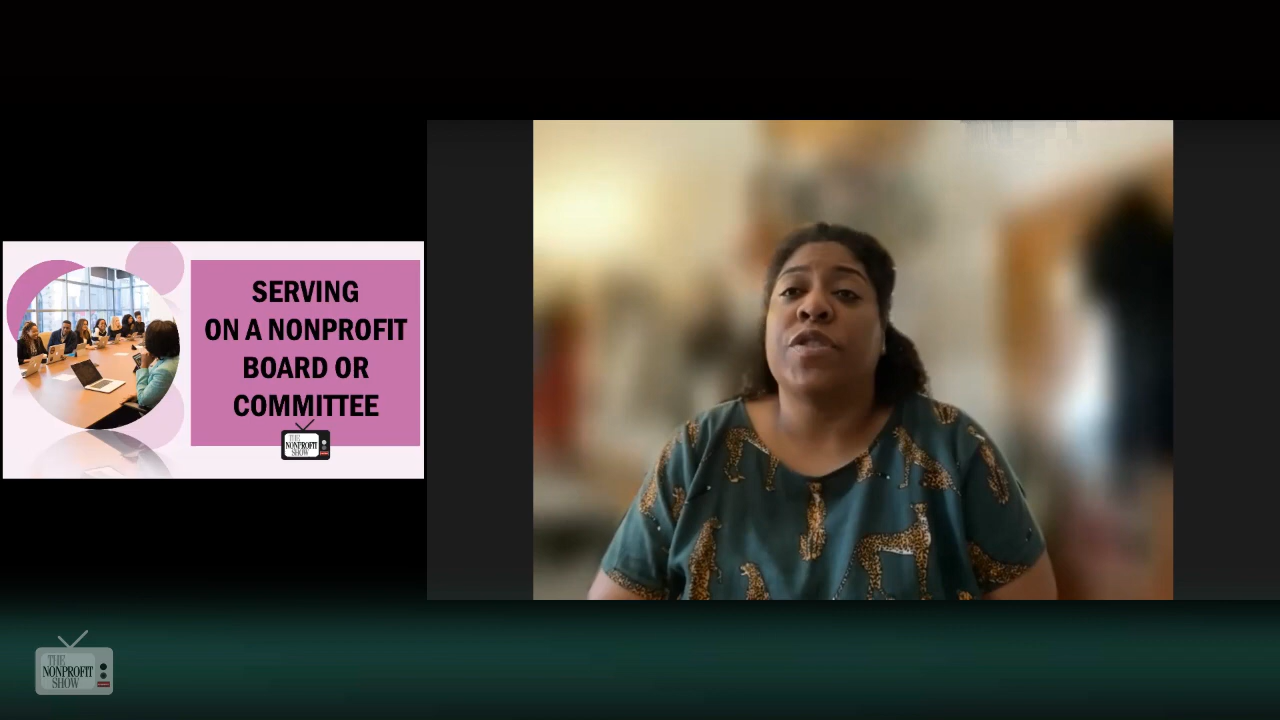 SERVING
ON A NONPROFIT
BOARD OR
COMMITTEE
THE
NONPROFIT
SHOW
THE
NONPROFIT
SHOW